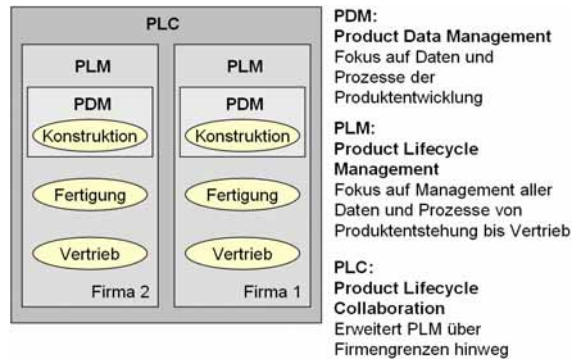 PLC
PLM
PDM
Konstruktion
Fertigung
Vertrieb
Firma 2
PLM
PDM
Konstruktion
Fertigung
Vertrieb
Firma 1
PDM:
Product Data Management
Fokus auf Daten und
Prozesse der
Produktentwicklung
PLM:
Product Lifecycle
Management
Fokus auf Management aller
Daten und Prozesse von
Produktentstehung bis Vertrieb
PLC:
Product Lifecycle
Collaboration
Erweitert PLM über
Firmengrenzen hinweg